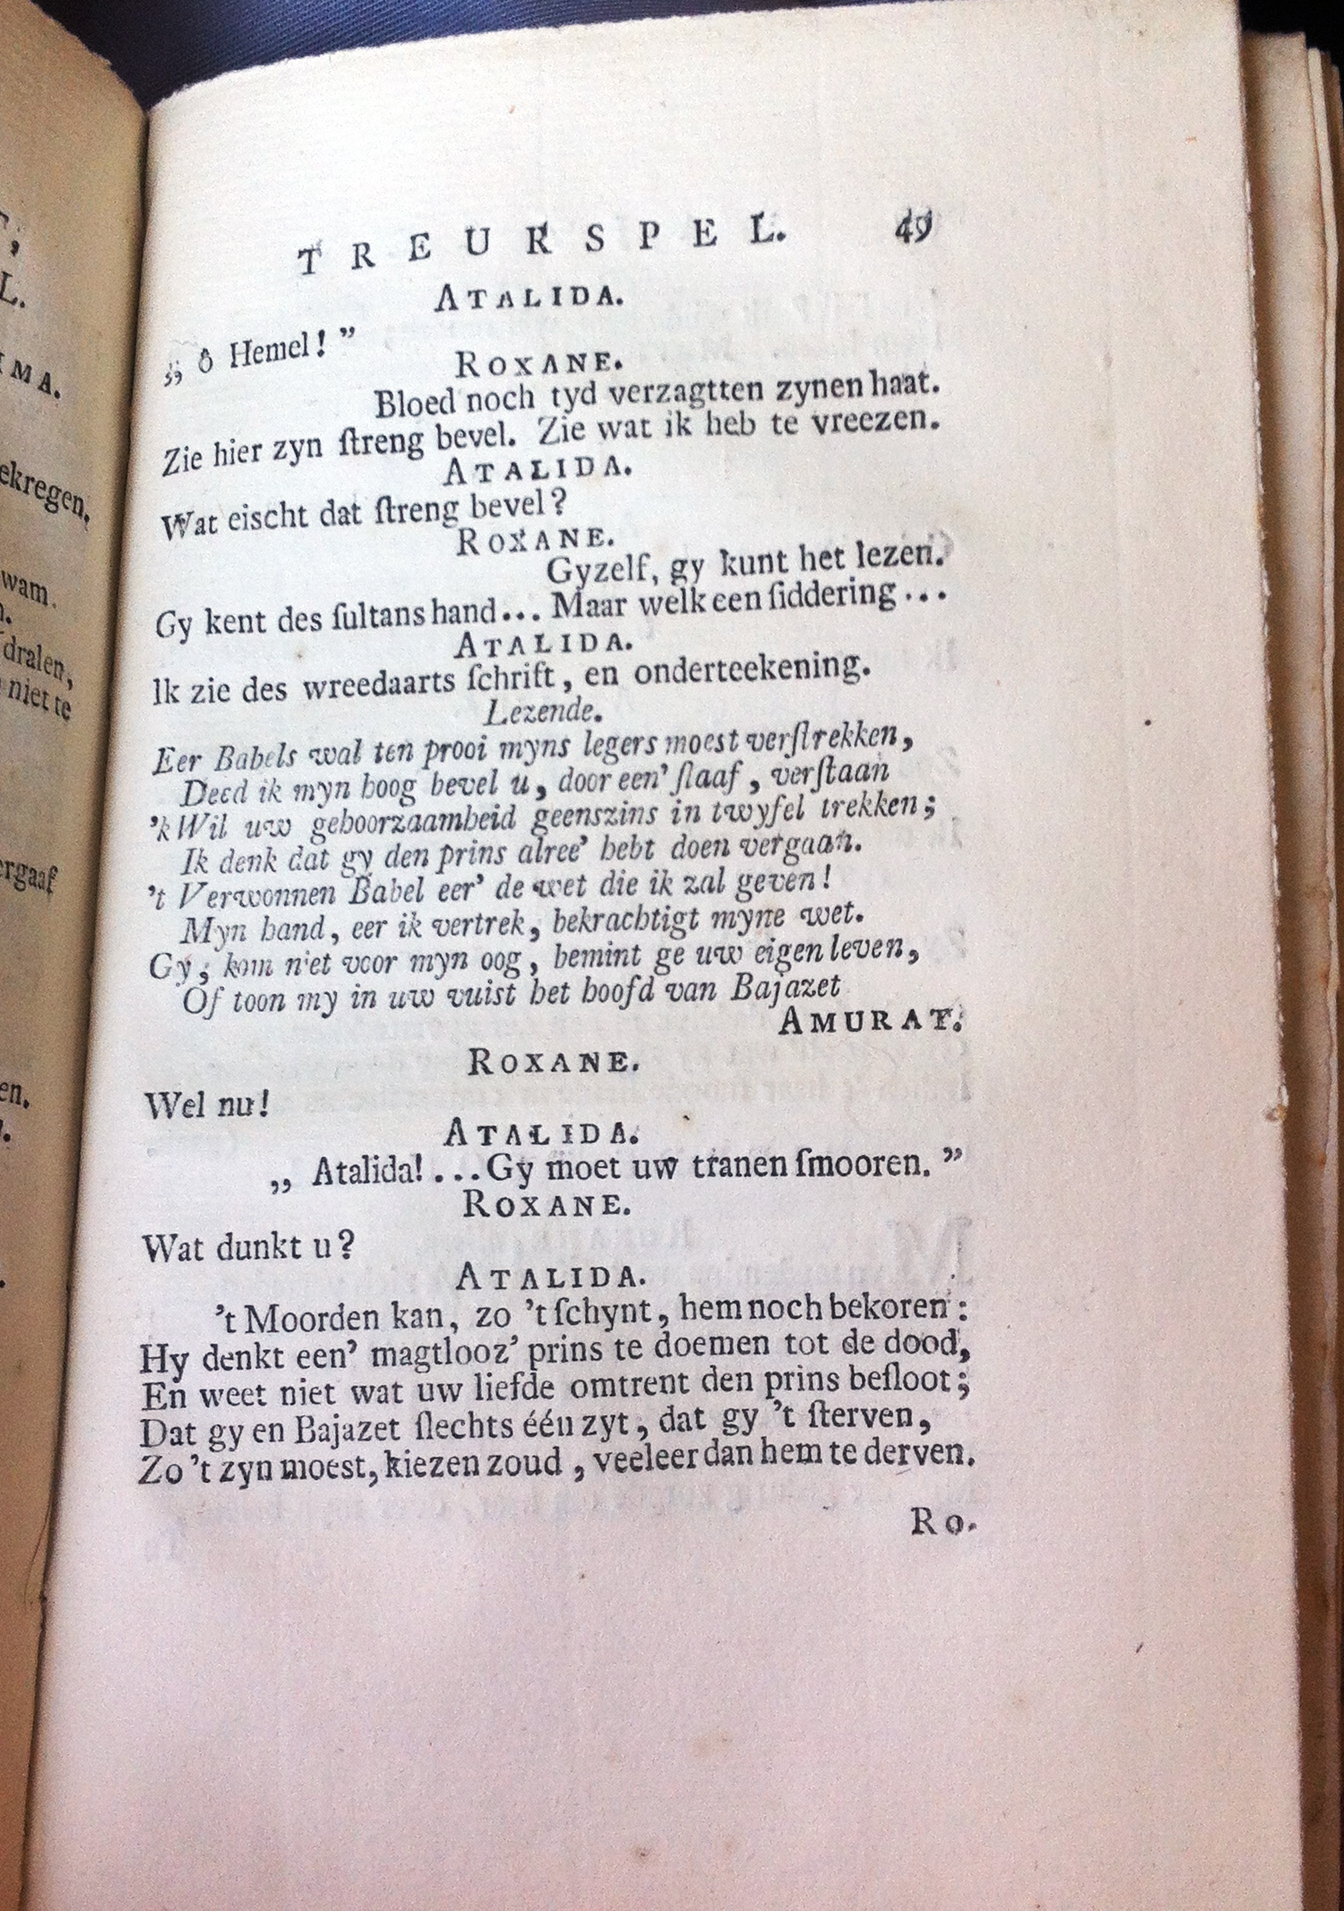 TREURSPEL. 49
ATALIDA.
„ ô Hemel! ”
ROXANE.
Bloed noch tyd verzagtten zynen haat.
Zie hier zyn ſtreng bevel. Zie wat ik heb te vreezen.
ATALIDA.
Wat eischt dat ſtreng bevel?
ROXANE.
Gyzelf, gy kunt het lezen.
Gy kent des ſultans hand... Maar welk een ſiddering...
ATALIDA.
Ik zie des wreedaarts ſchrift, en onderteekening.
Lezende.
Eer Babels wal ten prooi myns legers moest verſtrekken,
Deed ik myn hoog bevel u, door een' ſlaaf, verſtaan
'k Wil uw gehoorzaamheid geenszins in twyfel trekken;
Ik denk dat gy den prins alree' hebt doen vergaan.
't Verwonnen Babel eer' de wet die ik zal geven!
Myn hand, eer ik vertrek, bekrachtigt myne wet.
Gy, kom niet voor myn oog, bemint ge uw eigen leven,
Of toon my in uw vuist het hoofd van Bajazet
AMURAT.
ROXANE.
Wel nu!
ATALIDA.
„ Atalida!...Gy moet uw tranen ſmooren. ”
ROXANE.
Wat dunkt u?
ATALIDA.
't Moorden kan, zo 't ſchynt, hem noch bekoren:
Hy denkt een' magtlooz' prins te doemen tot de dood,
En weet niet wat uw liefde omtrent den prins beſloot;
Dat gy en Bajazet ſlechts één zyt, dat gy 't ſterven,
Zo 't zyn moest, kiezen zoud, veeleer dan hem te derven.
Ro-
L.
IMA.
ekregen.
wam.
dralen,
niet te
ergaaf
en.